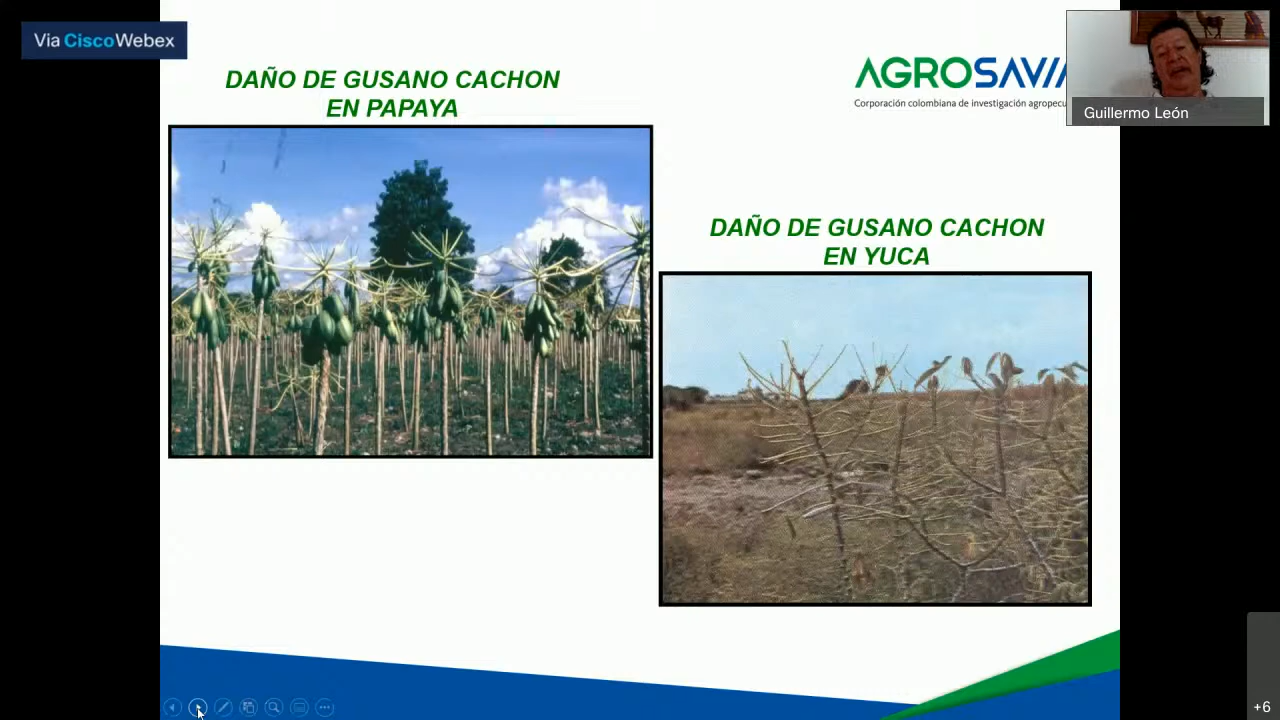 Via CiscoWebex
DAÑO DE GUSANO CACHON
EN PAPAYA
AGROSAVIA
Corporación colombiana de investigación agropecu
Guillermo León
DAÑO DE GUSANO CACHON
EN YUCA
+6